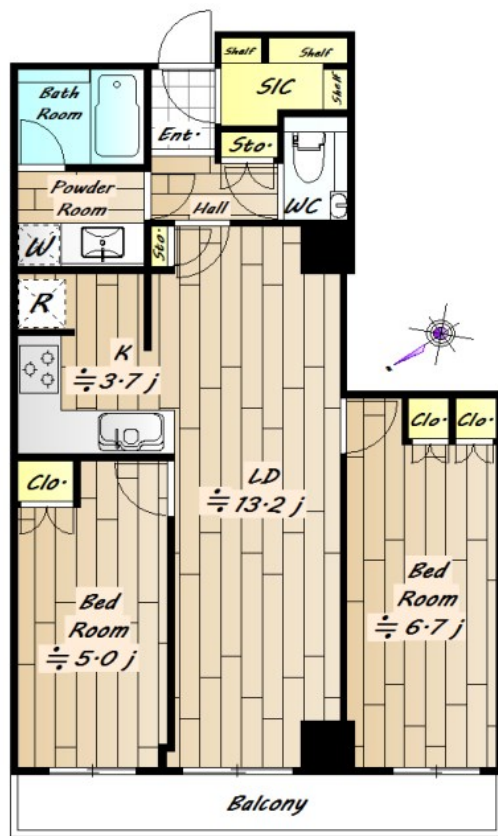 Shelf
Shelf
SIC
Shelf
Bath
Room
Ent.
Sto.
WC
Powder
Room
Hall
W
Sto.
R
K
≒3.7 j
LD
≒13.2 j
Clo.
Clo.
Clo.
Bed
Room
≒5.0 j
Bed
Room
≒6.7 j
Balcony